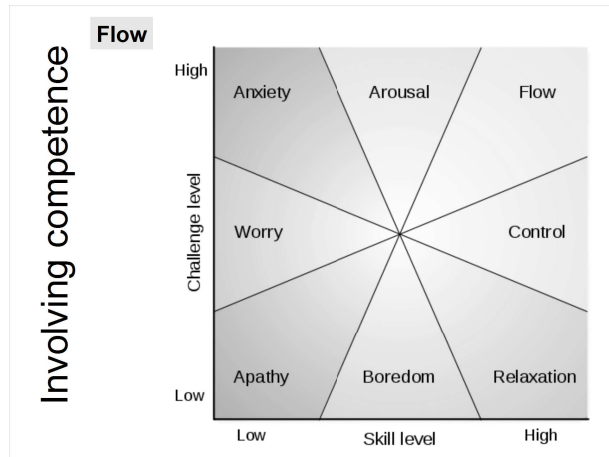 Flow
Involving competence
High
Anxiety
Arousal
Flow
Challenge level
Worry
Control
Apathy
Boredom
Relaxation
Low
Low
Skill level
High